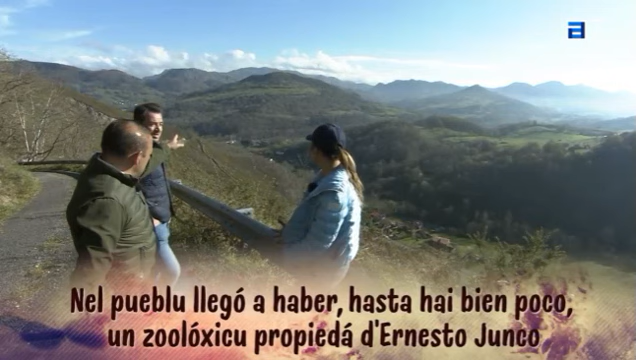 Nel pueblu llegó a haber, hasta hai bien poco,
un zoolóxicu propiedá d'Ernesto Junco